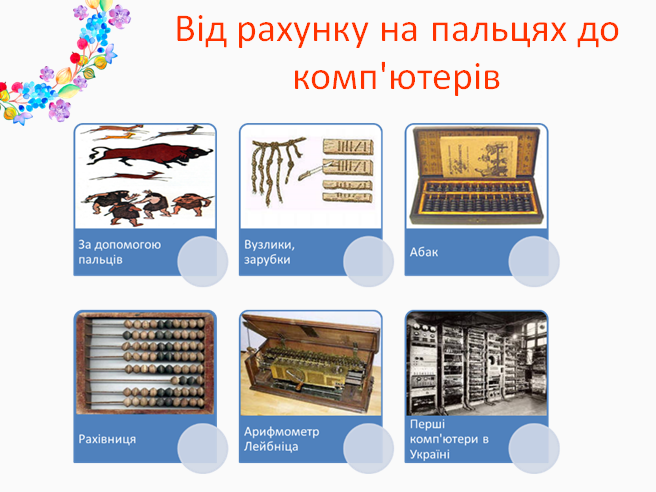 Від рахунку на пальцях до
комп'ютерів
За допомогою
пальців
Вузлики,
зарубки
Абак
Рахівниця
Арифмометр
Лейбніца
Перші
комп'ютери в
Україні